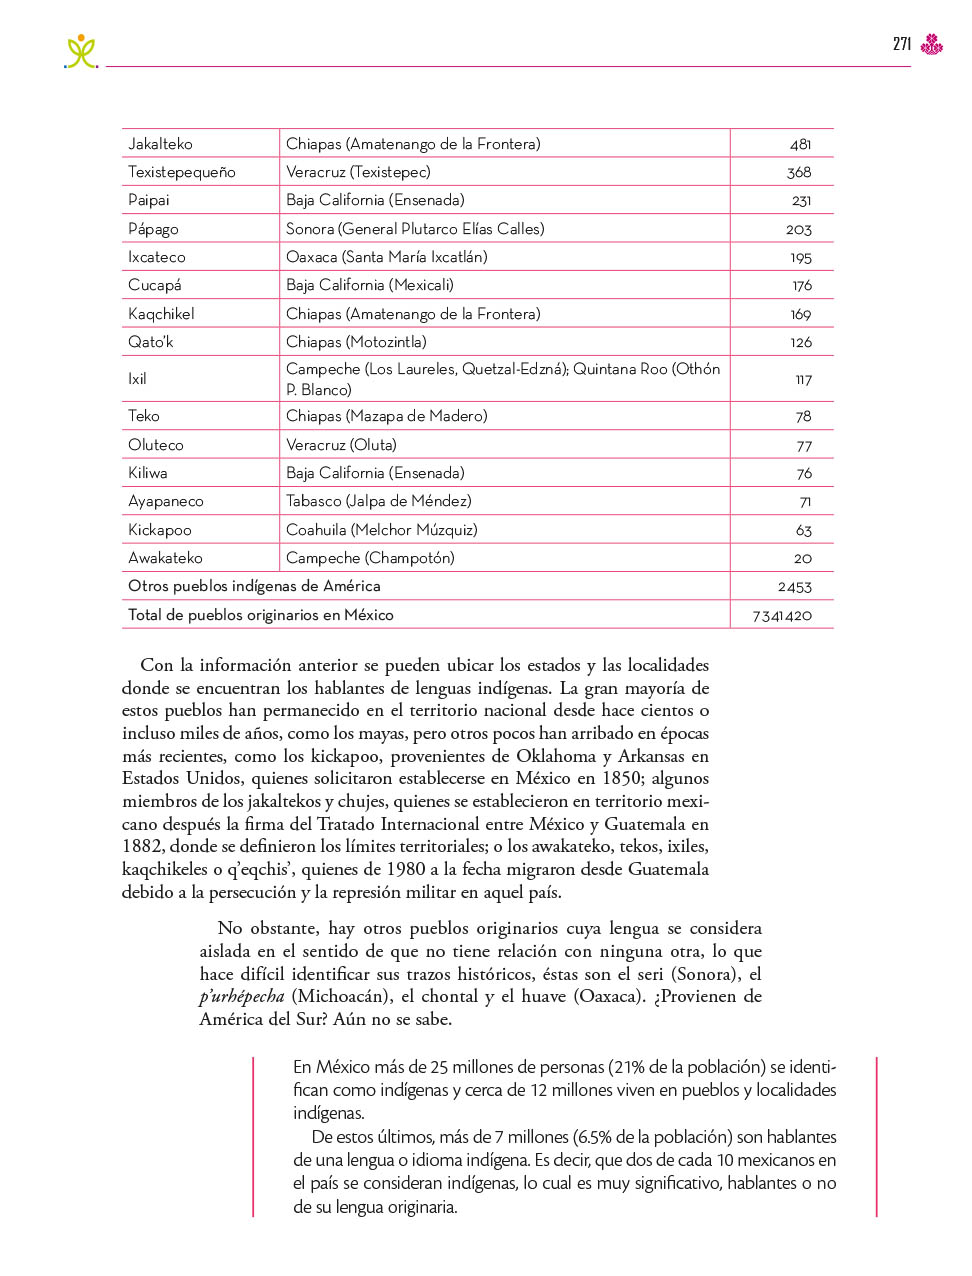 271
Jakalteko Chiapas (Amatenango de la Frontera) 481
Texistepequeño Veracruz (Texistepec) 368
Paipai Baja California (Ensenada) 231
Pápago Sonora (General Plutarco Elías Calles) 203
Ixcateco Oaxaca (Santa María Ixcatlán) 195
Cucapá Baja California (Mexicali) 176
Kaqchikel Chiapas (Amatenango de la Frontera) 169
Qato’k Chiapas (Motozintla) 126
Ixil Campeche (Los Laureles, Quetzal-Edzná); Quintana Roo (Othón
P. Blanco) 117
Teko Chiapas (Mazapa de Madero) 78
Oluteco Veracruz (Oluta) 77
Kiliwa Baja California (Ensenada) 76
Ayapaneco Tabasco (Jalpa de Méndez) 71
Kickapoo Coahuila (Melchor Múzquiz) 63
Awakateko Campeche (Champotón) 20
Otros pueblos indígenas de América 2 453
Total de pueblos originarios en México 7 341 420
Con la información anterior se pueden ubicar los estados y las localidades
donde se encuentran los hablantes de lenguas indígenas. La gran mayoría de
estos pueblos han permanecido en el territorio nacional desde hace cientos o
incluso miles de años, como los mayas, pero otros pocos han arribado en épocas
más recientes, como los kickapoo, provenientes de Oklahoma y Arkansas en
Estados Unidos, quienes solicitaron establecerse en México en 1850; algunos
miembros de los jakaltekos y chujes, quienes se establecieron en territorio mexi-
cano después la firma del Tratado Internacional entre México y Guatemala en
1882, donde se definieron los límites territoriales; o los awakateko, tekos, ixiles,
kaqchikeles o q’eqchis’, quienes de 1980 a la fecha migraron desde Guatemala
debido a la persecución y la represión militar en aquel país.
No obstante, hay otros pueblos originarios cuya lengua se considera
aislada en el sentido de que no tiene relación con ninguna otra, lo que
hace difícil identificar sus trazos históricos, éstas son el seri (Sonora), el
p’urhépecha (Michoacán), el chontal y el huave (Oaxaca). ¿Provienen de
América del Sur? Aún no se sabe.
En México más de 25 millones de personas (21% de la población) se identi-
fican como indígenas y cerca de 12 millones viven en pueblos y localidades
indígenas.
De estos últimos, más de 7 millones (6.5% de la población) son hablantes
de una lengua o idioma indígena. Es decir, que dos de cada 10 mexicanos en
el país se consideran indígenas, lo cual es muy significativo, hablantes o no
de su lengua originaria.